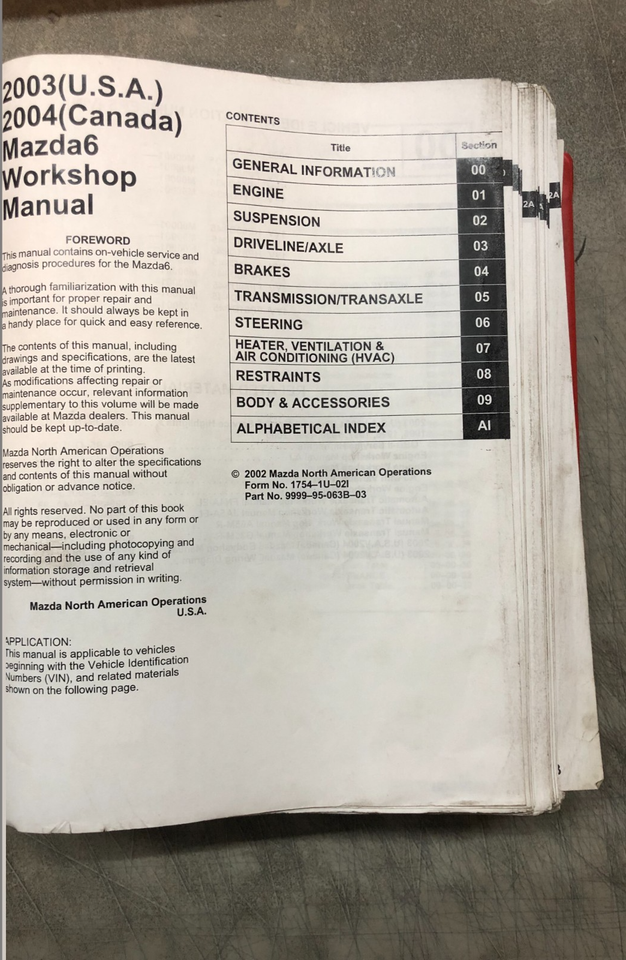 2003(U.S.A.)
2004(Canada)
Mazda6
Workshop
Manual
FOREWORD
This manual contains on-vehicle service and
diagnosis procedures for the Mazda6.
A thorough familiarization with this manual
is important for proper repair and
maintenance. It should always be kept in
a handy place for quick and easy reference.
The contents of this manual, including
drawings and specifications, are the latest
available at the time of printing.
As modifications affecting repair or
maintenance occur, relevant information
supplementary to this volume will be made
available at Mazda dealers. This manual
should be kept up-to-date.
Mazda North American Operations
reserves the right to alter the specifications
and contents of this manual without
obligation or advance notice.
All rights reserved. No part of this book
may be reproduced or used in any form or
by any means, electronic or
mechanical—including photocopying and
recording and the use of any kind of
information storage and retrieval
system—without permission in writing.
Mazda North American Operations
U.S.A.
APPLICATION:
This manual is applicable to vehicles
beginning with the Vehicle Identification
Numbers (VIN), and related materials
shown on the following page.
CONTENTS
Title Section
GENERAL INFORMATION 00
ENGINE 01
SUSPENSION 02
DRIVELINE/AXLE 03
BRAKES 04
TRANSMISSION/TRANSAXLE 05
STEERING 06
HEATER, VENTILATION &
AIR CONDITIONING (HVAC) 07
RESTRAINTS 08
BODY & ACCESSORIES 09
ALPHABETICAL INDEX AI
© 2002 Mazda North American Operations
Form No. 1754–1U–02I
Part No. 9999–95–063B–03
2A
2A